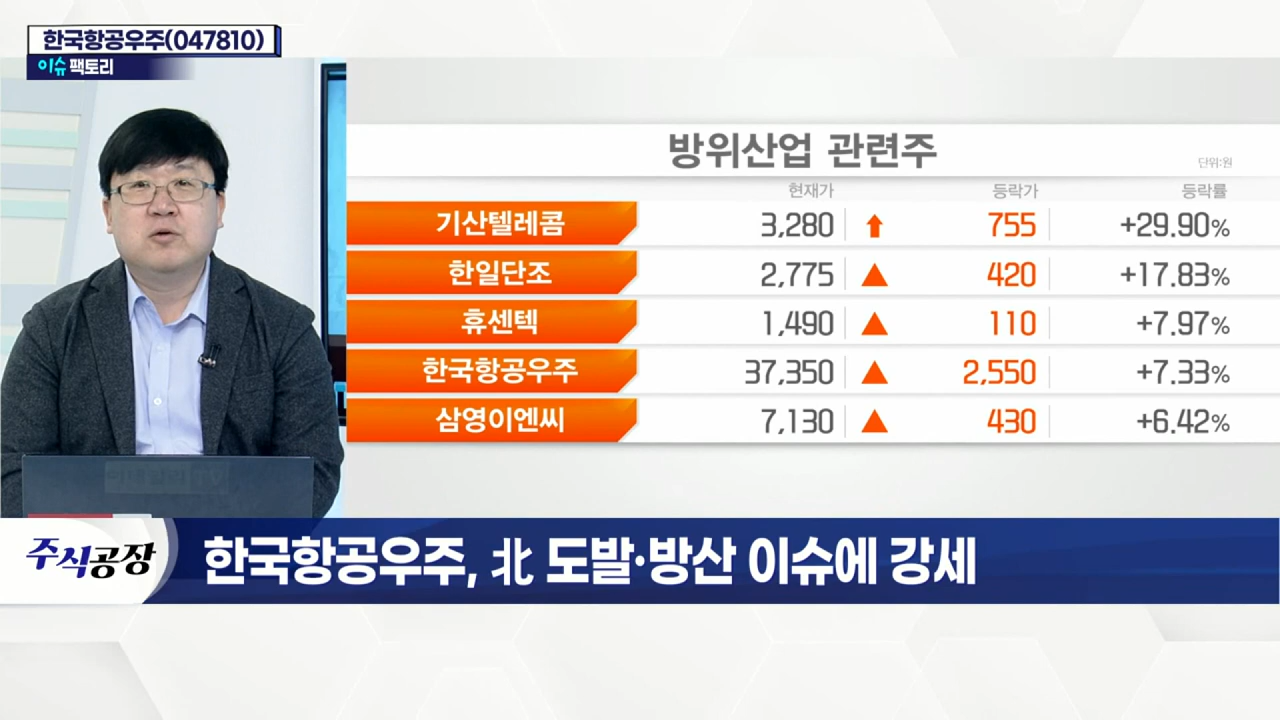 한국항공우주(047810)
이슈 팩토리
방위산업 관련주
단위:원
현재가 등락가 등락률
기산텔레콤 3,280 755 +29.90%
한일단조 2,775 420 +17.83%
휴센텍 1,490 110 +7.97%
한국항공우주 37,350 2,550 +7.33%
삼영이엔씨 7,130 430 +6.42%
주식공장
한국항공우주, 北 도발·방산 이슈에 강세